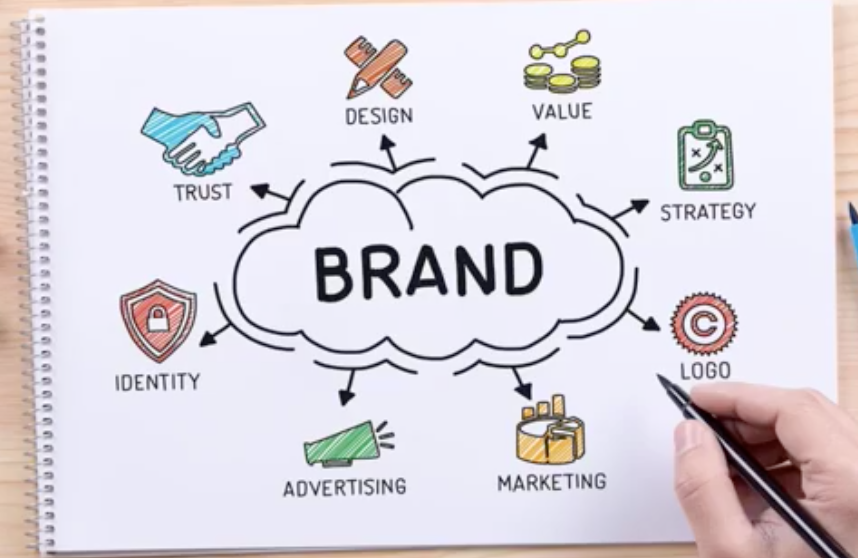 DESIGN
VALUE
TRUST
STRATEGY
BRAND
IDENTITY
LOGO
C
ADVERTISING
MARKETING